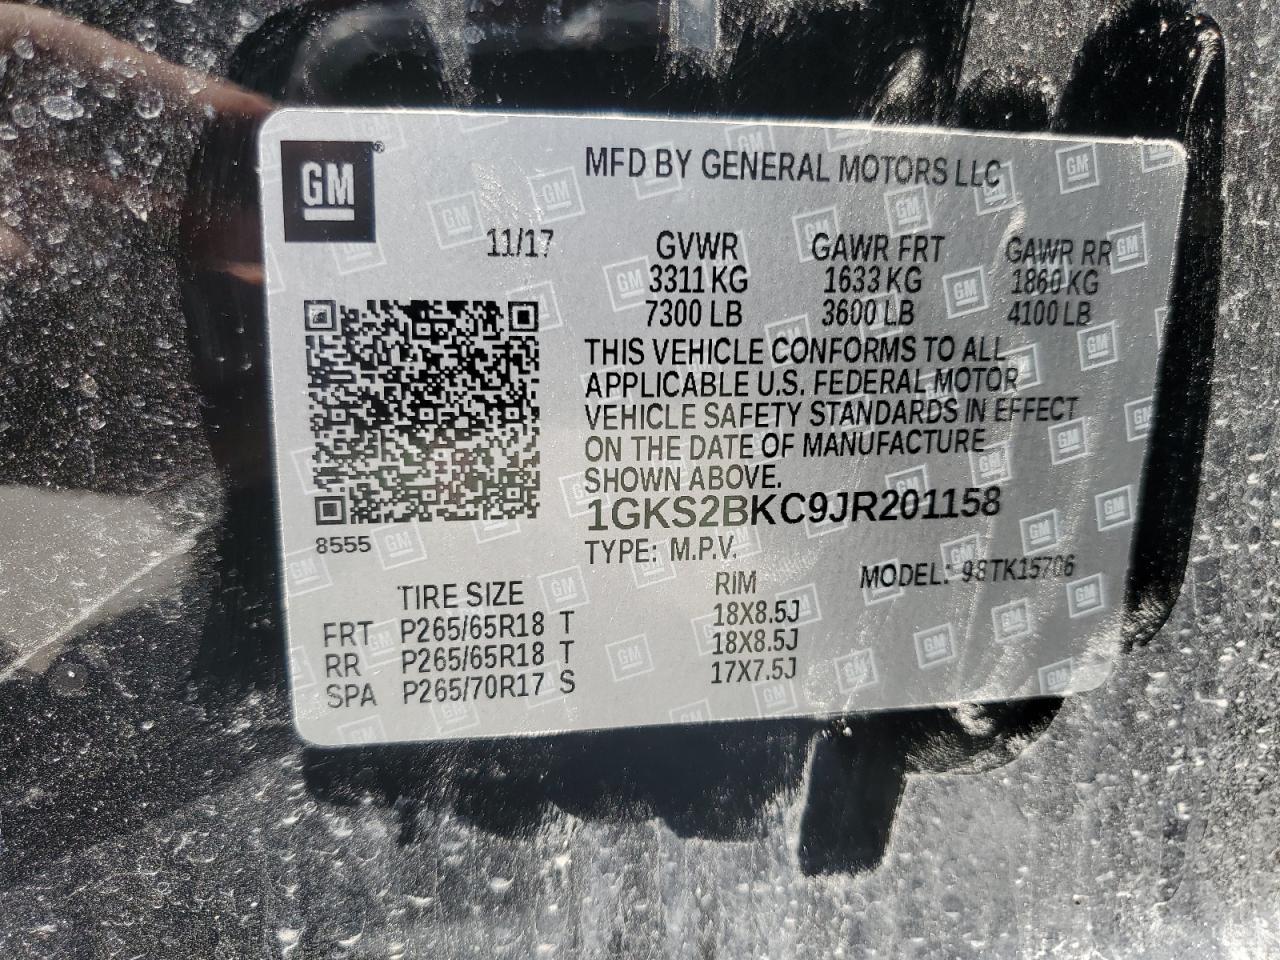 GM®
MFD BY GENERAL MOTORS LLC
11/17
GVWR GAWR FRT GAWR RR
3311 KG 1633 KG 1860 KG
7300 LB 3600 LB 4100 LB
THIS VEHICLE CONFORMS TO ALL
APPLICABLE U.S. FEDERAL MOTOR
VEHICLE SAFETY STANDARDS IN EFFECT
ON THE DATE OF MANUFACTURE
SHOWN ABOVE.
1GKS2BKC9JR201158
8555
TYPE: M.P.V.
MODEL: 98TK15706
TIRE SIZE RIM
FRT P265/65R18 T 18X8.5J
RR P265/65R18 T 18X8.5J
SPA P265/70R17 S 17X7.5J